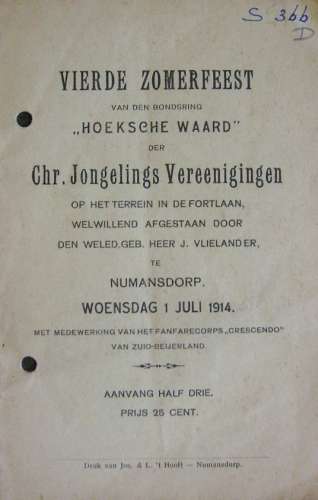 S 3bb
D
VIERDE ZOMERFEEST
VAN DEN BONDSRING
„HOEKSCHE WAARD"
DER
Chr. Jongelings Vereenigingen
OP HET TERREIN IN DE FORTLAAN,
WELWILLEND AFGESTAAN DOOR
DEN WELED.GEB. HEER J. VLIELANDER,
TE
NUMANSDORP.
WOENSDAG 1 JULI 1914.
MET MEDEWERKING VAN HET FANFARECORPS „CRESCENDO"
VAN ZUID-BEIJERLAND.
AANVANG HALF DRIE.
PRIJS 25 CENT.
Druk van Jos. & L. 't Hooft — Numansdorp.